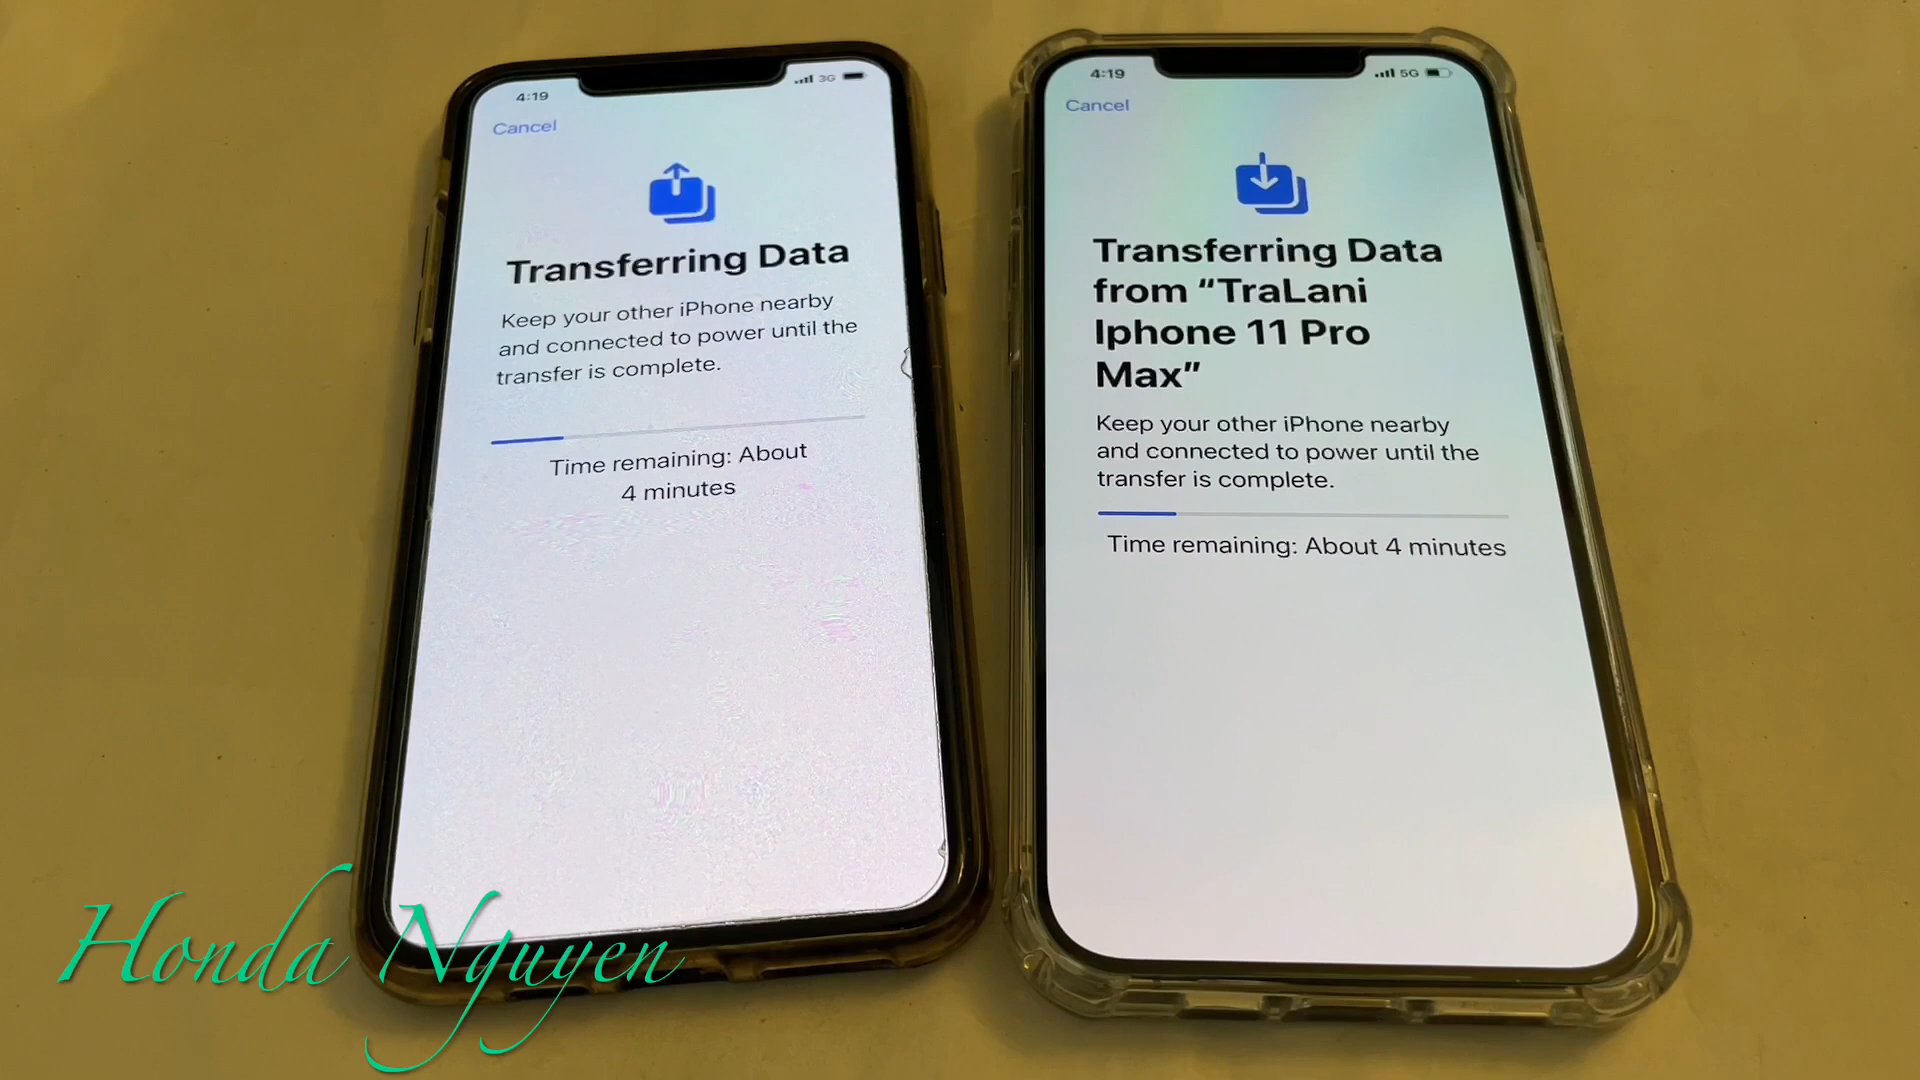 4:19
3G
Cancel
Transferring Data
Keep your other iPhone nearby
and connected to power until the
transfer is complete.
Time remaining: About
4 minutes
4:19
5G
Cancel
Transferring Data
from “TraLani
Iphone 11 Pro
Max”
Keep your other iPhone nearby
and connected to power until the
transfer is complete.
Time remaining: About 4 minutes
Honda Nguyen